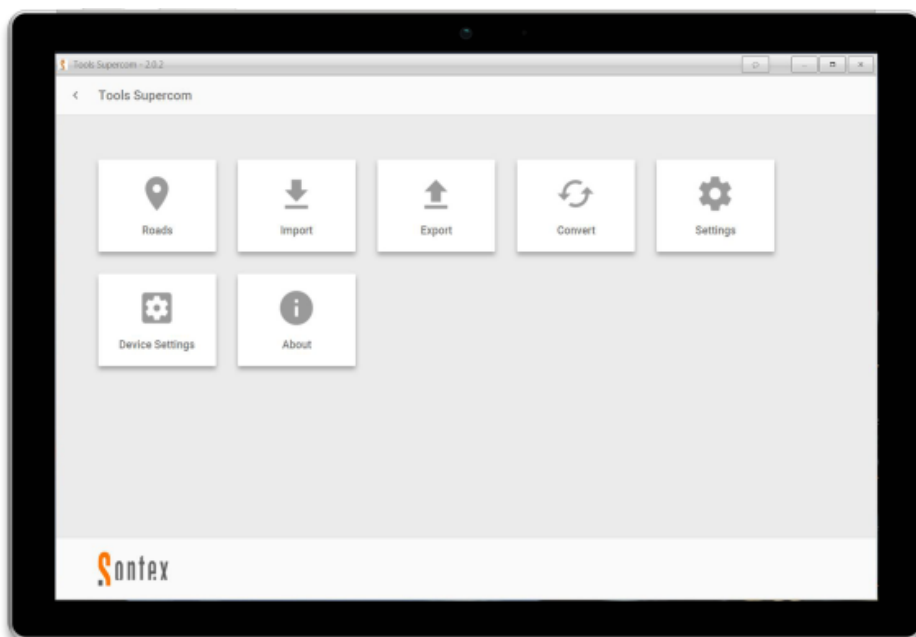 Tools Supercom - 2.0.2
Tools Supercom
Roads
Import
Export
Convert
Settings
Device Settings
About
Sontex